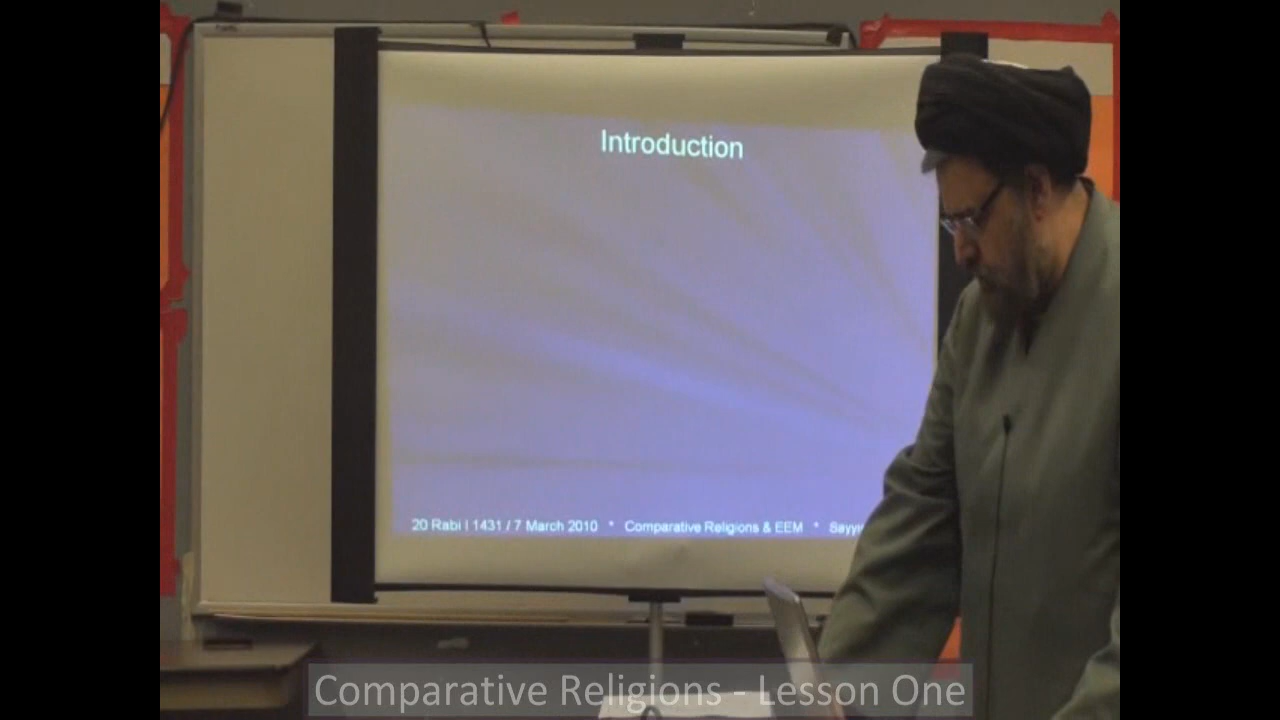 Introduction
20 Rabi I 1431 / 7 March 2010 * Comparative Religions & EEM *
Comparative Religions - Lesson One